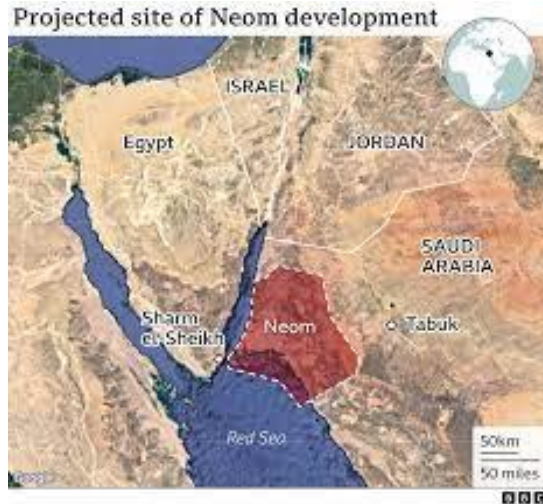 Projected site of Neom development
ISRAEL
Egypt
JORDAN
SAUDI
ARABIA
Sharm
el-Sheikh
Neom
Tabuk
Red Sea
50km
50 miles
Google
BBC